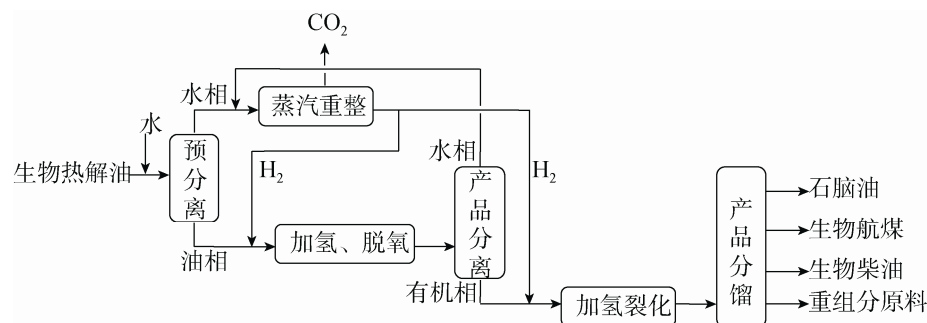 CO₂
水相
蒸汽重整
水
生物热解油
预分离
H₂
水相
H₂
油相
加氢、脱氧
产品分离
有机相
加氢裂化
产品分馏
石脑油
生物航煤
生物柴油
重组分原料